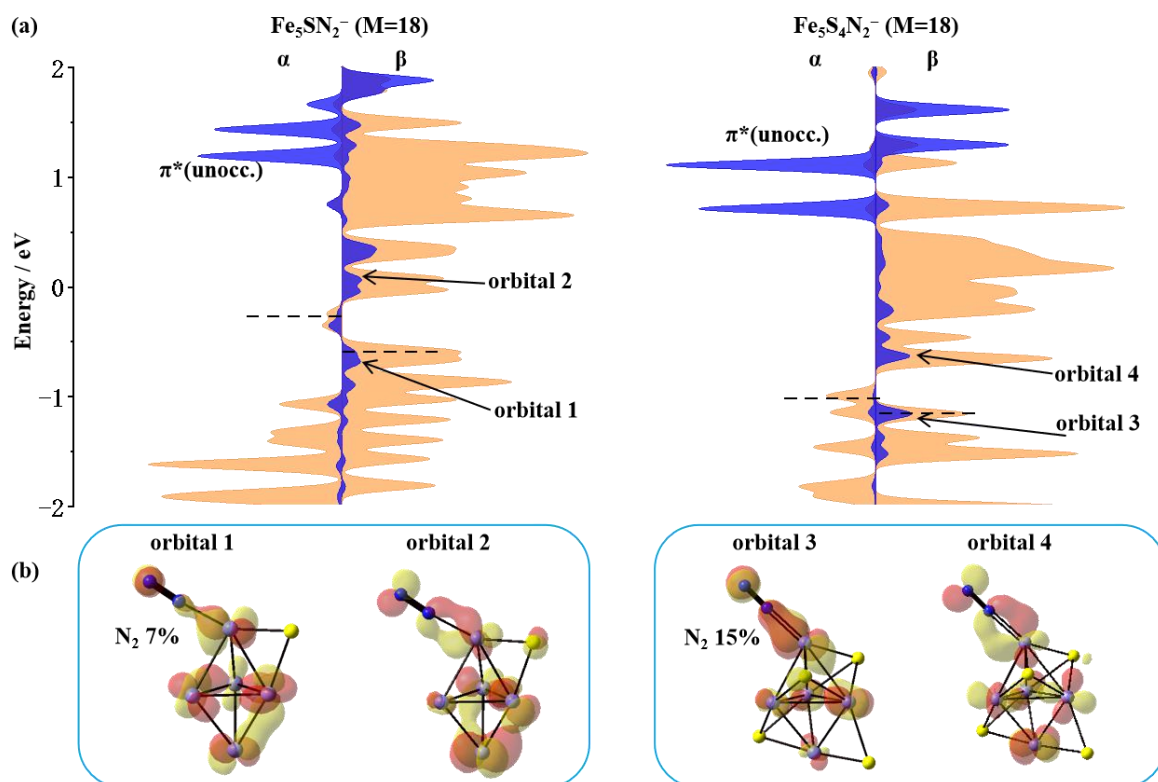 (a)
Fe₅SN₂⁻ (M=18)
Fe₅S₄N₂⁻ (M=18)
α
β
α
β
Energy / eV
2
1
0
−1
−2
π*(unocc.)
π*(unocc.)
orbital 2
orbital 1
orbital 4
orbital 3
(b)
orbital 1
orbital 2
orbital 3
orbital 4
N₂ 7%
N₂ 15%